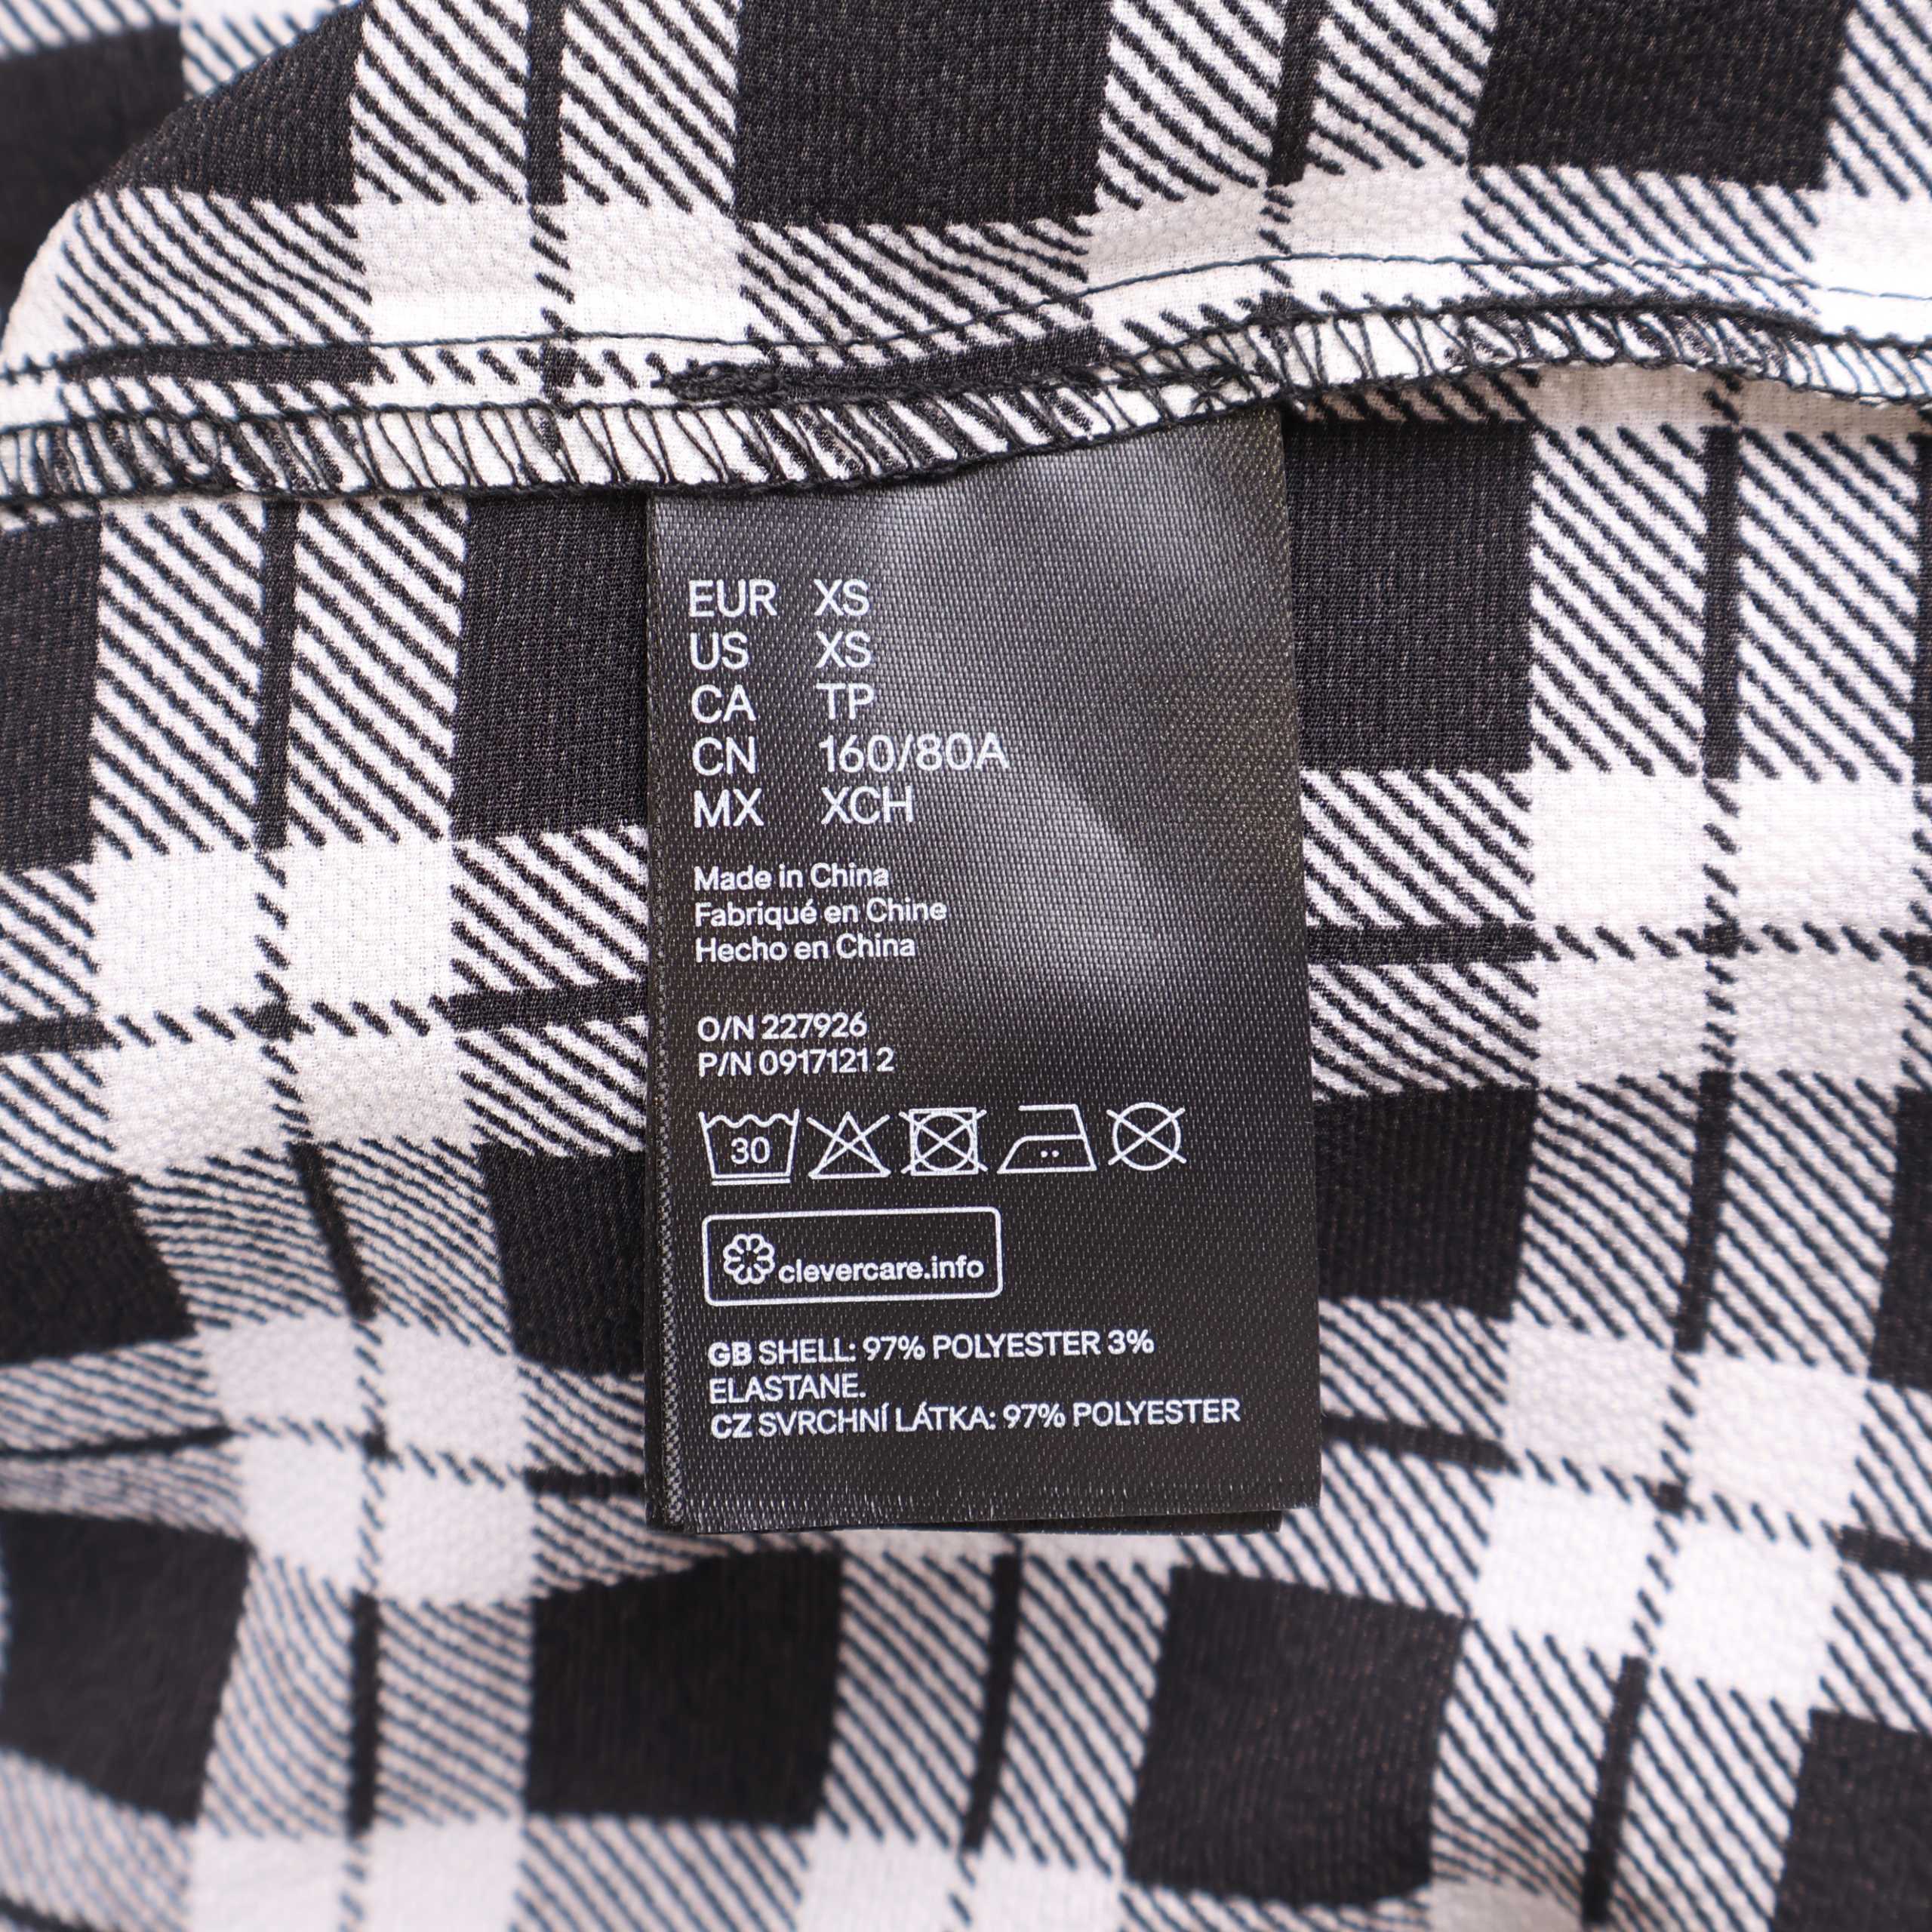 EUR XS
US XS
CA TP
CN 160/80A
MX XCH
Made in China
Fabriqué en Chine
Hecho en China
O/N 227926
P/N 0917121 2
30
clevercare.info
GB SHELL: 97% POLYESTER 3%
ELASTANE.
CZ SVRCHNÍ LÁTKA: 97% POLYESTER